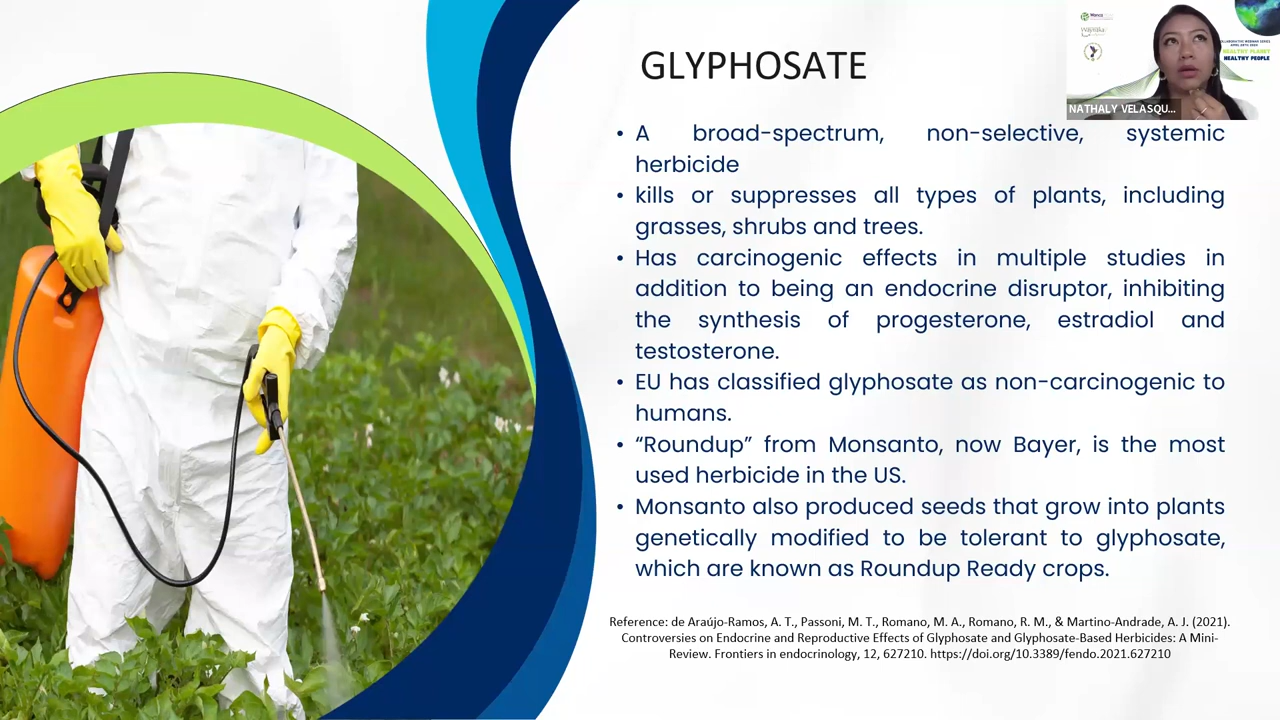 GLYPHOSATE
• A broad-spectrum, non-selective, systemic
herbicide
• kills or suppresses all types of plants, including
grasses, shrubs and trees.
• Has carcinogenic effects in multiple studies in
addition to being an endocrine disruptor, inhibiting
the synthesis of progesterone, estradiol and
testosterone.
• EU has classified glyphosate as non-carcinogenic to
humans.
• “Roundup” from Monsanto, now Bayer, is the most
used herbicide in the US.
• Monsanto also produced seeds that grow into plants
genetically modified to be tolerant to glyphosate,
which are known as Roundup Ready crops.
Reference: de Araújo-Ramos, A. T., Passoni, M. T., Romano, M. A., Romano, R. M., & Martino-Andrade, A. J. (2021).
Controversies on Endocrine and Reproductive Effects of Glyphosate and Glyphosate-Based Herbicides: A Mini-
Review. Frontiers in endocrinology, 12, 627210. https://doi.org/10.3389/fendo.2021.627210
NATHALY VELASQU...
HEALTHY PLANET
HEALTHY PEOPLE